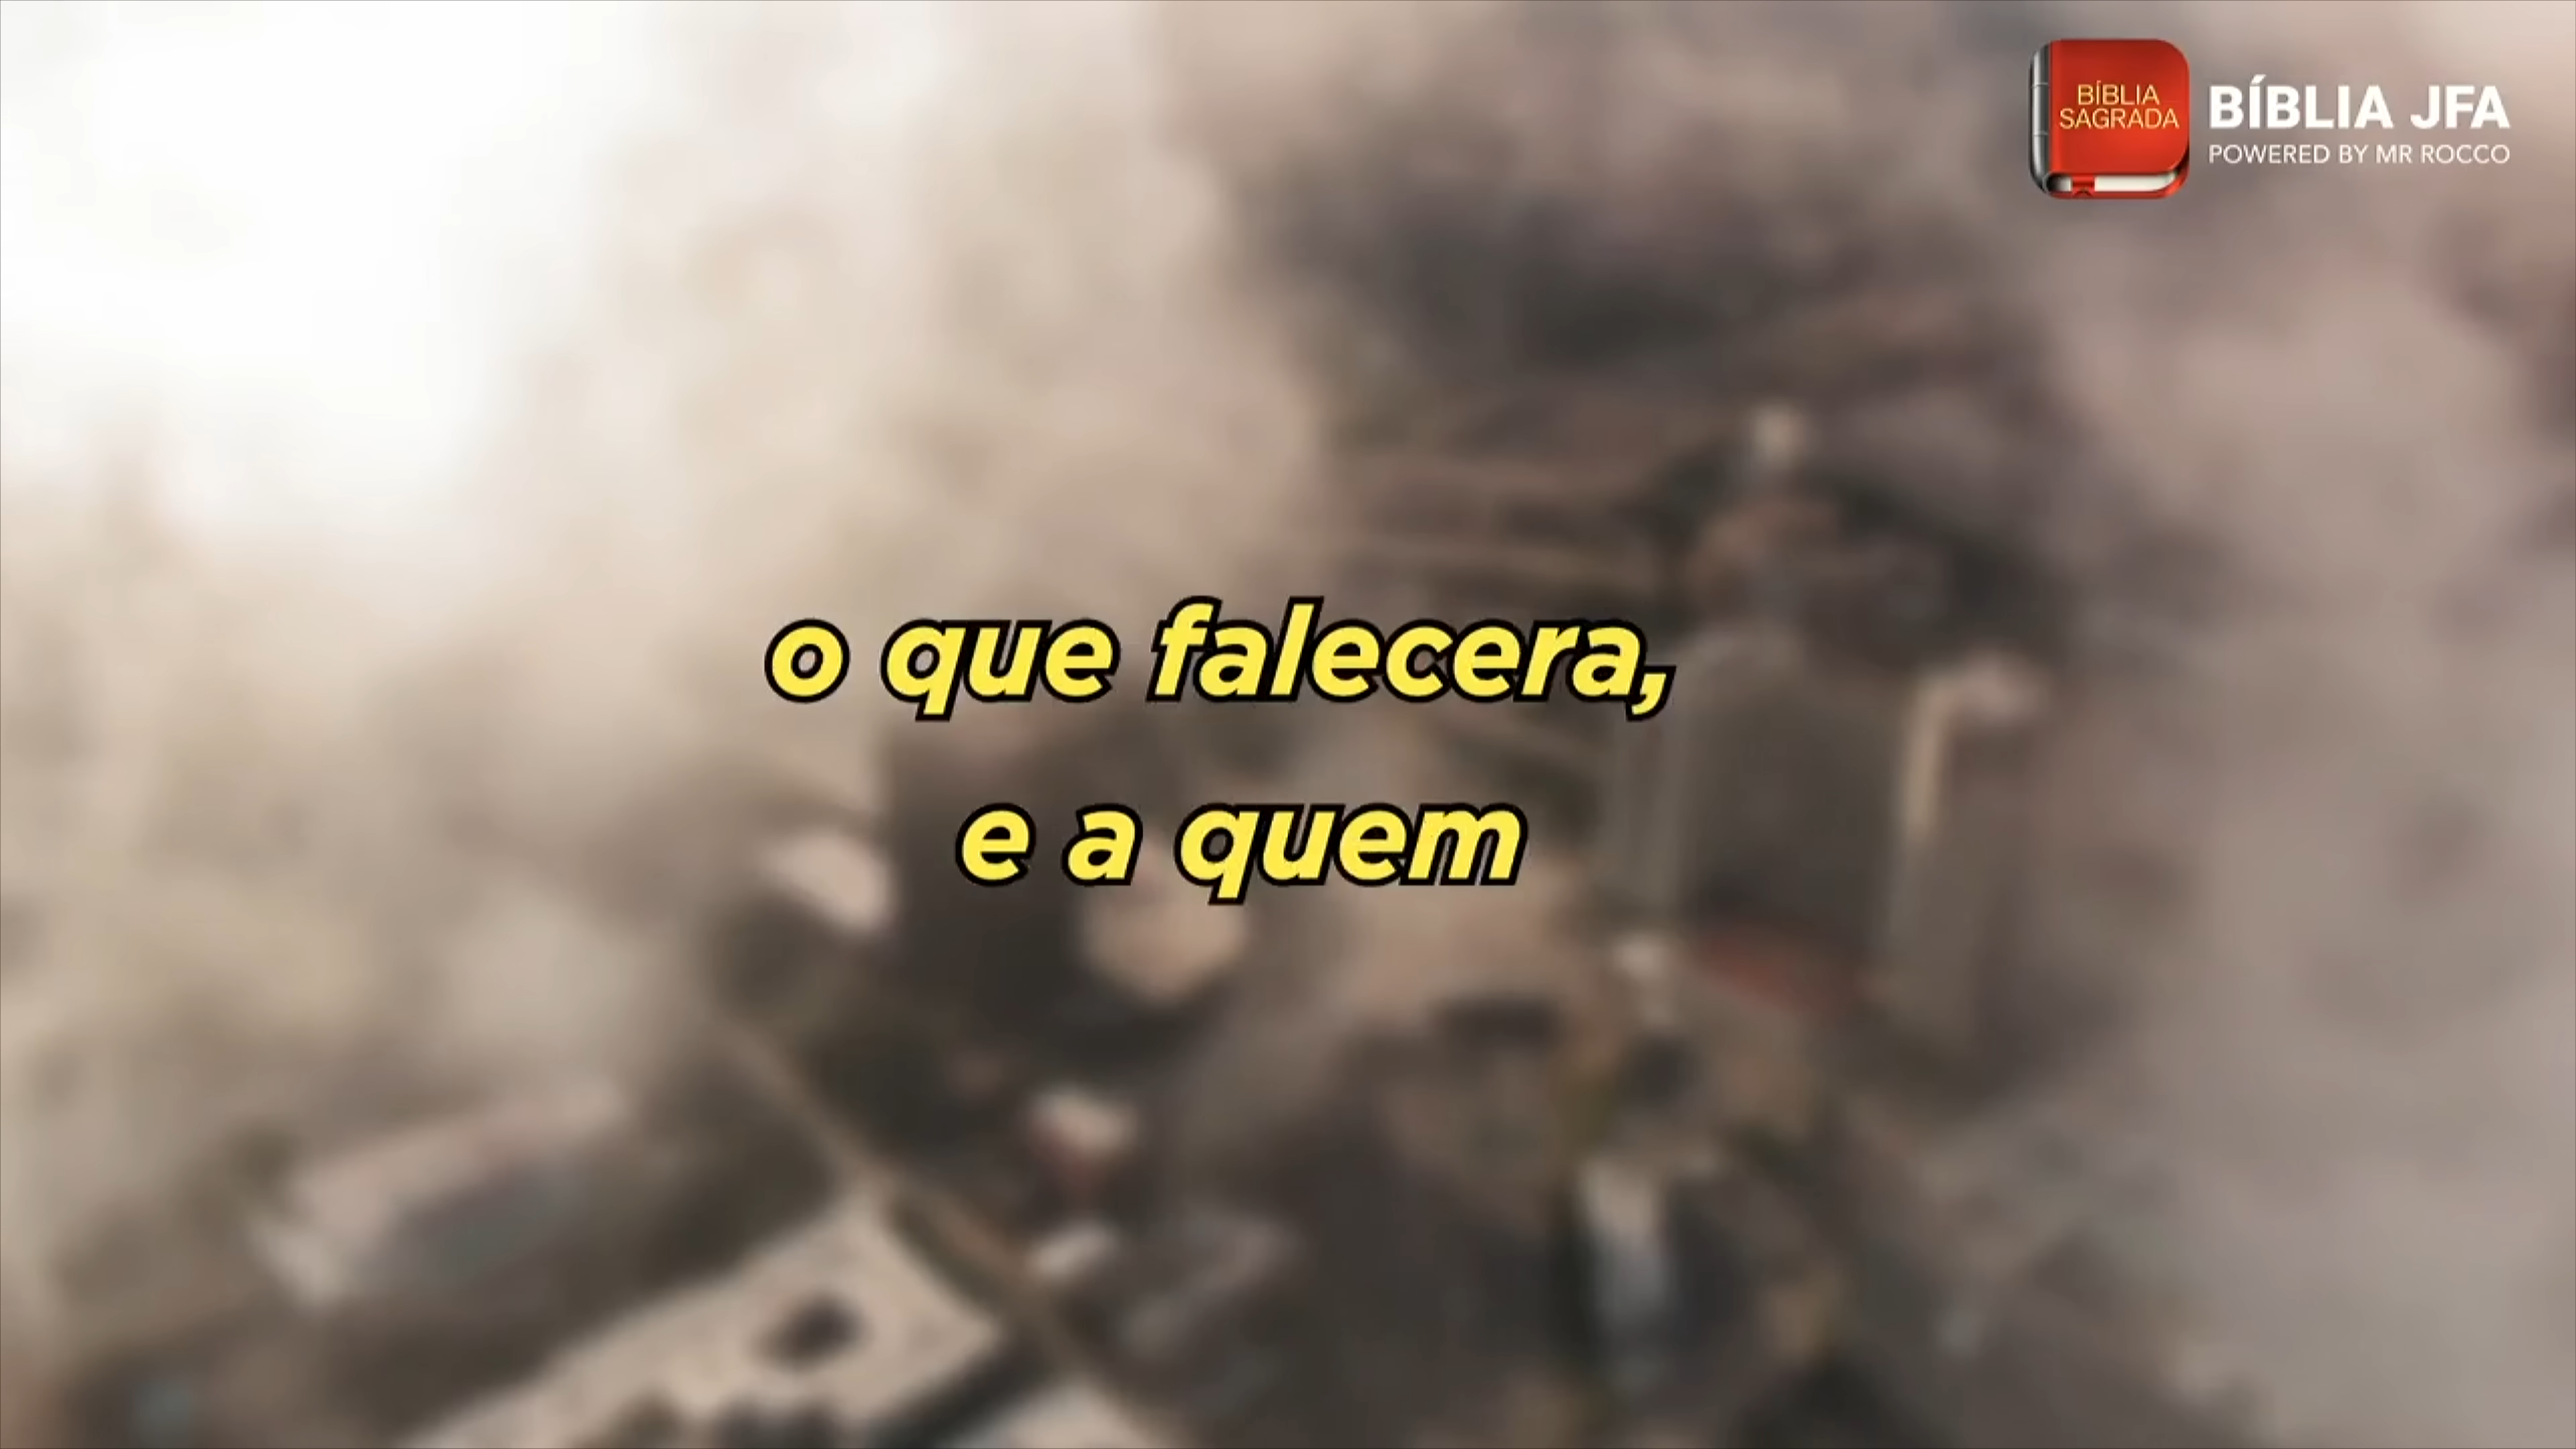 BÍBLIA
SAGRADA
BÍBLIA JFA
POWERED BY MR ROCCO
o que falecera,
e a quem